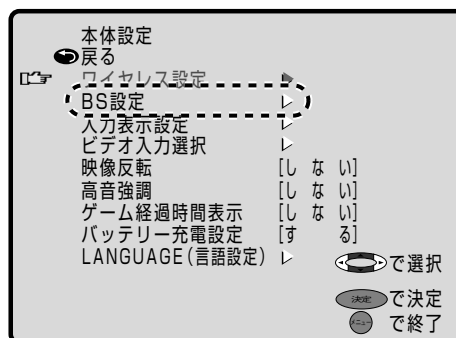 本体設定
戻る
ワイヤレス設定
BS設定
入力表示設定
ビデオ入力選択
映像反転 [し な い]
高音強調 [し な い]
ゲーム経過時間表示 [し な い]
バッテリー充電設定 [す る]
LANGUAGE(言語設定)
で選択
決定 で決定
メニュー で終了